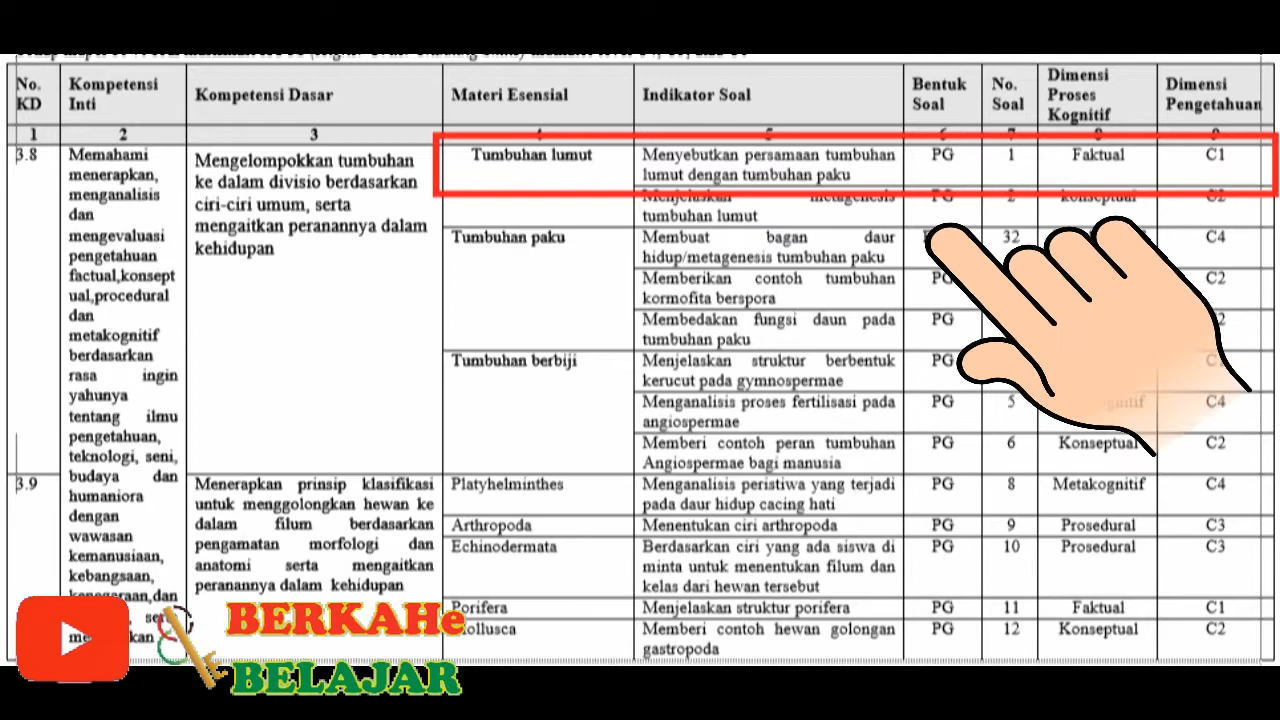 No. KD
Kompetensi Inti
Kompetensi Dasar
Materi Esensial
Indikator Soal
Bentuk Soal
No. Soal
Dimensi Proses Kognitif
Dimensi Pengetahuan
1 2 3
3.8
Memahami
menerapkan,
menganalisis
dan
mengevaluasi
pengetahuan
factual,konsept
ual,procedural
dan
metakognitif
berdasarkan
rasa ingin
yahunya
tentang ilmu
pengetahuan,
teknologi, seni,
budaya dan
humaniora
dengan
wawasan
kemanusiaan,
kebangsaan,
Mengelompokkan tumbuhan
ke dalam divisio berdasarkan
ciri-ciri umum, serta
mengaitkan peranannya dalam
kehidupan
Tumbuhan lumut
Menyebutkan persamaan tumbuhan
lumut dengan tumbuhan paku
PG 1 Faktual C1
Menjelaskan metagenesis
tumbuhan lumut
PG 2 konseptual C2
Tumbuhan paku
Membuat bagan daur
hidup/metagenesis tumbuhan paku
32 C4
Memberikan contoh tumbuhan
kormofita berspora
PG C2
Membedakan fungsi daun pada
tumbuhan paku
PG
Tumbuhan berbiji
Menjelaskan struktur berbentuk
kerucut pada gymnospermae
PG
Menganalisis proses fertilisasi pada
angiospermae
PG 5 C4
Memberi contoh peran tumbuhan
Angiospermae bagi manusia
PG 6 Konseptual C2
3.9
Menerapkan prinsip klasifikasi
untuk menggolongkan hewan ke
dalam filum berdasarkan
pengamatan morfologi dan
anatomi serta mengaitkan
peranannya dalam kehidupan
Platyhelminthes
Menganalisis peristiwa yang terjadi
pada daur hidup cacing hati
PG 8 Metakognitif C4
Arthropoda
Menentukan ciri arthropoda
PG 9 Prosedural C3
Echinodermata
Berdasarkan ciri yang ada siswa di
minta untuk menentukan filum dan
kelas dari hewan tersebut
PG 10 Prosedural C3
Porifera
Menjelaskan struktur porifera
PG 11 Faktual C1
Memberi contoh hewan golongan
gastropoda
PG 12 Konseptual C2
BERKAHe
BELAJAR